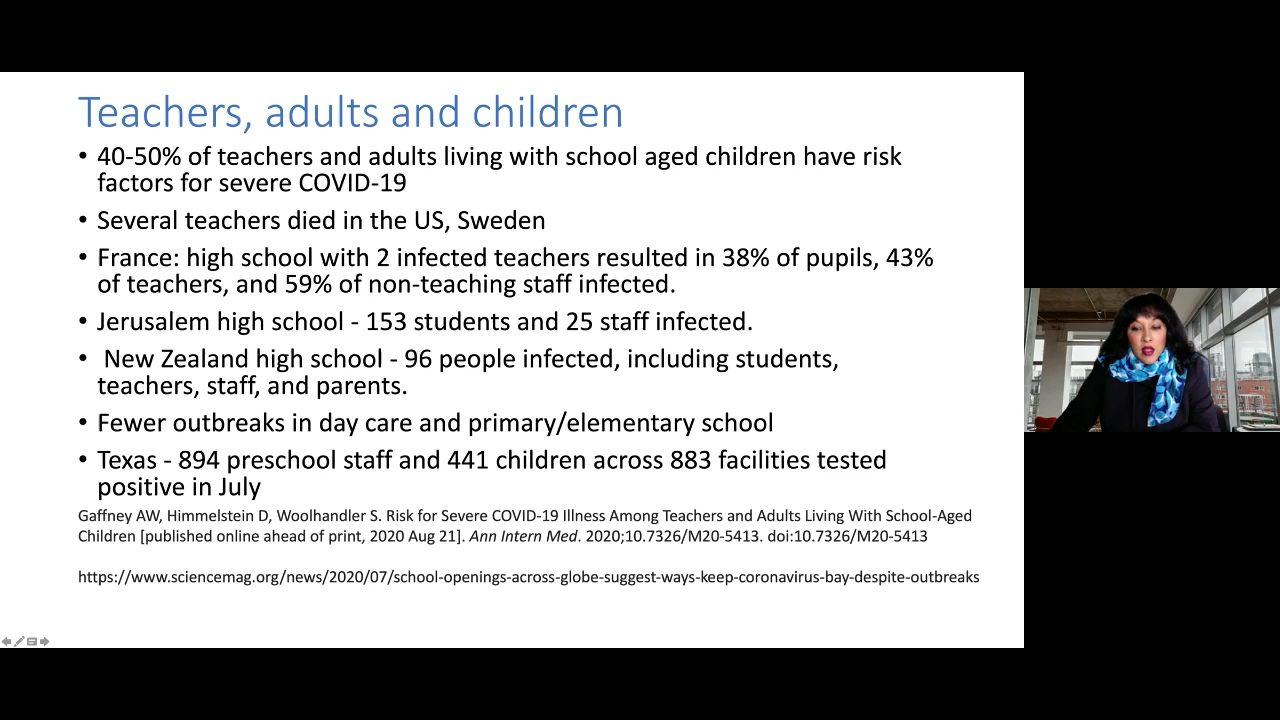 Teachers, adults and children
• 40-50% of teachers and adults living with school aged children have risk
factors for severe COVID-19
• Several teachers died in the US, Sweden
• France: high school with 2 infected teachers resulted in 38% of pupils, 43%
of teachers, and 59% of non-teaching staff infected.
• Jerusalem high school - 153 students and 25 staff infected.
• New Zealand high school - 96 people infected, including students,
teachers, staff, and parents.
• Fewer outbreaks in day care and primary/elementary school
• Texas - 894 preschool staff and 441 children across 883 facilities tested
positive in July
Gaffney AW, Himmelstein D, Woolhandler S. Risk for Severe COVID-19 Illness Among Teachers and Adults Living With School-Aged
Children [published online ahead of print, 2020 Aug 21]. Ann Intern Med. 2020;10.7326/M20-5413. doi:10.7326/M20-5413
https://www.sciencemag.org/news/2020/07/school-openings-across-globe-suggest-ways-keep-coronavirus-bay-despite-outbreaks